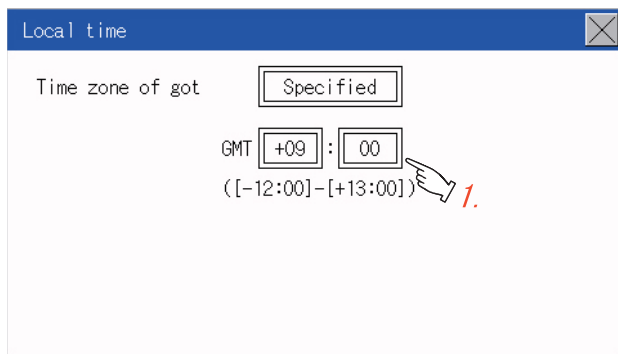 Local time
Time zone of got Specified
GMT +09 : 00
([-12:00]-[+13:00])
1.